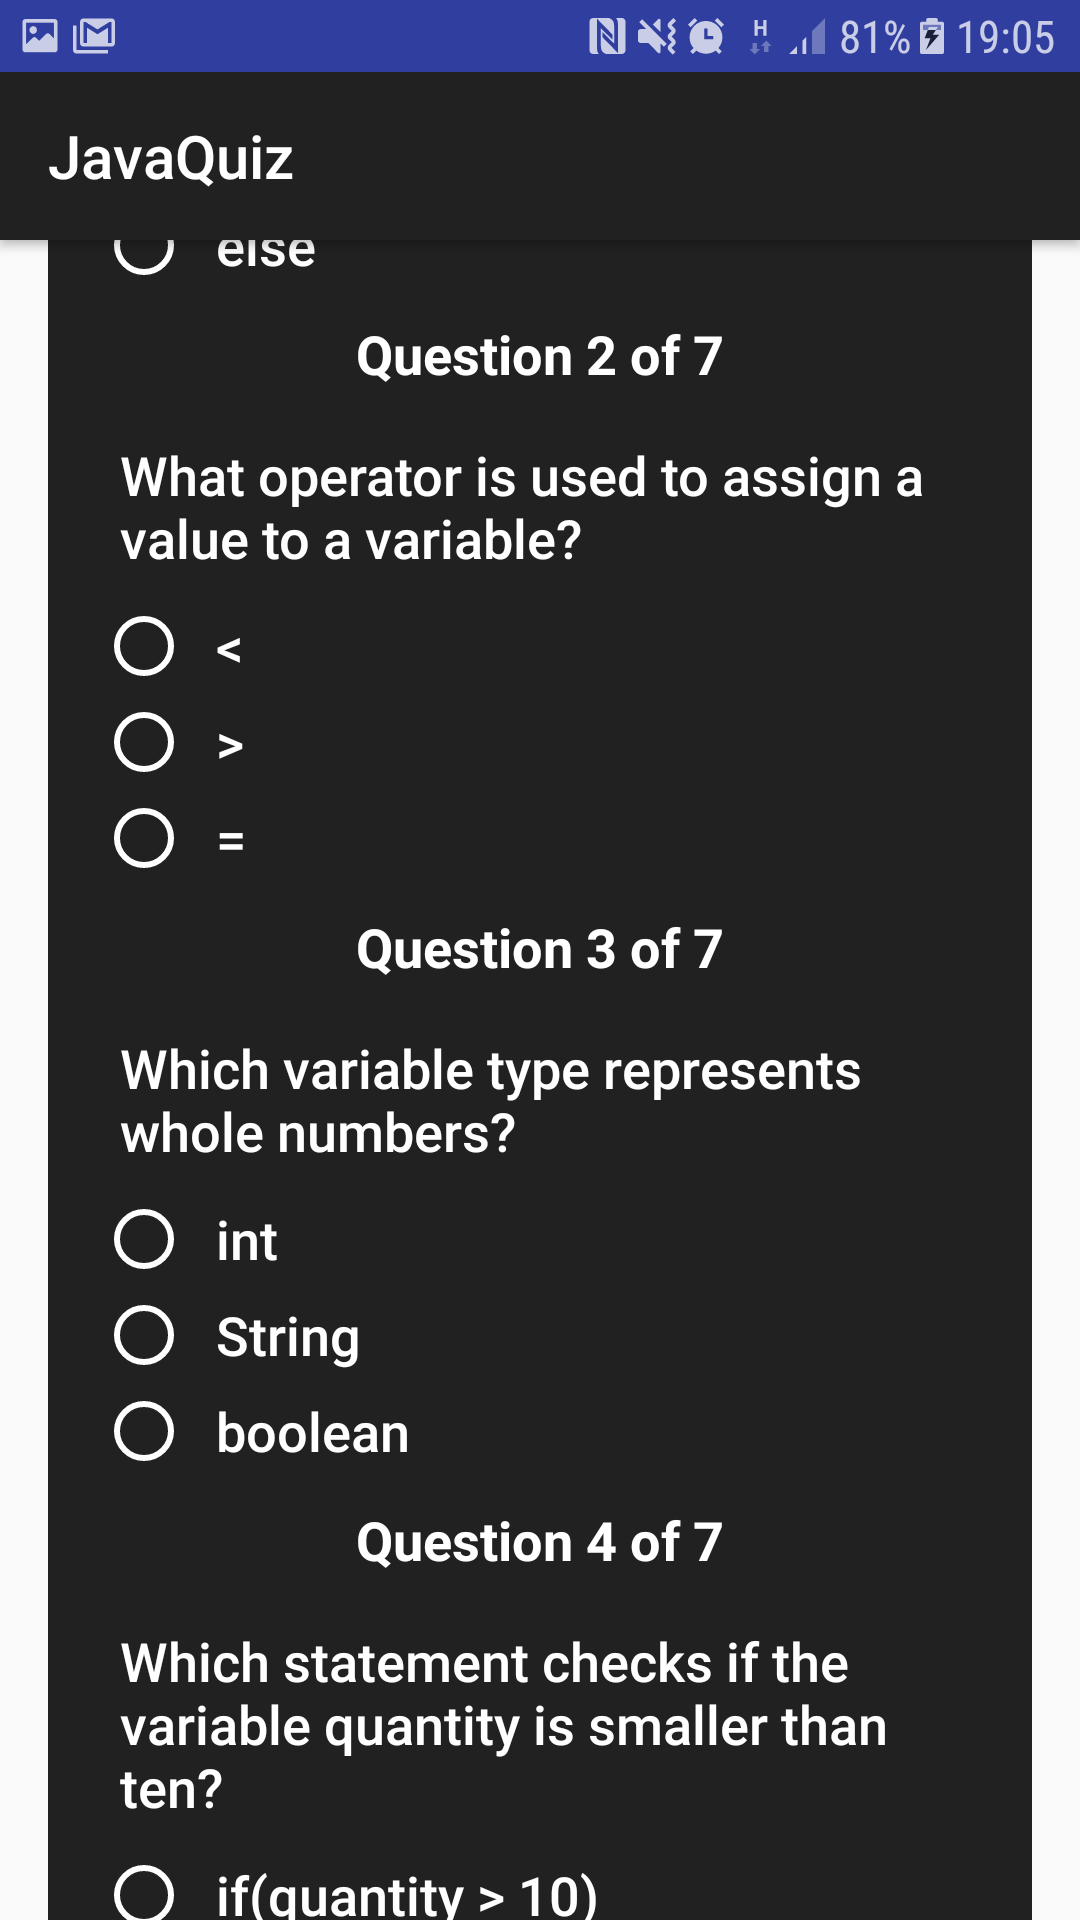 H 81% 19:05
JavaQuiz
else
Question 2 of 7
What operator is used to assign a
value to a variable?
<
>
=
Question 3 of 7
Which variable type represents
whole numbers?
int
String
boolean
Question 4 of 7
Which statement checks if the
variable quantity is smaller than
ten?
if(quantity > 10)